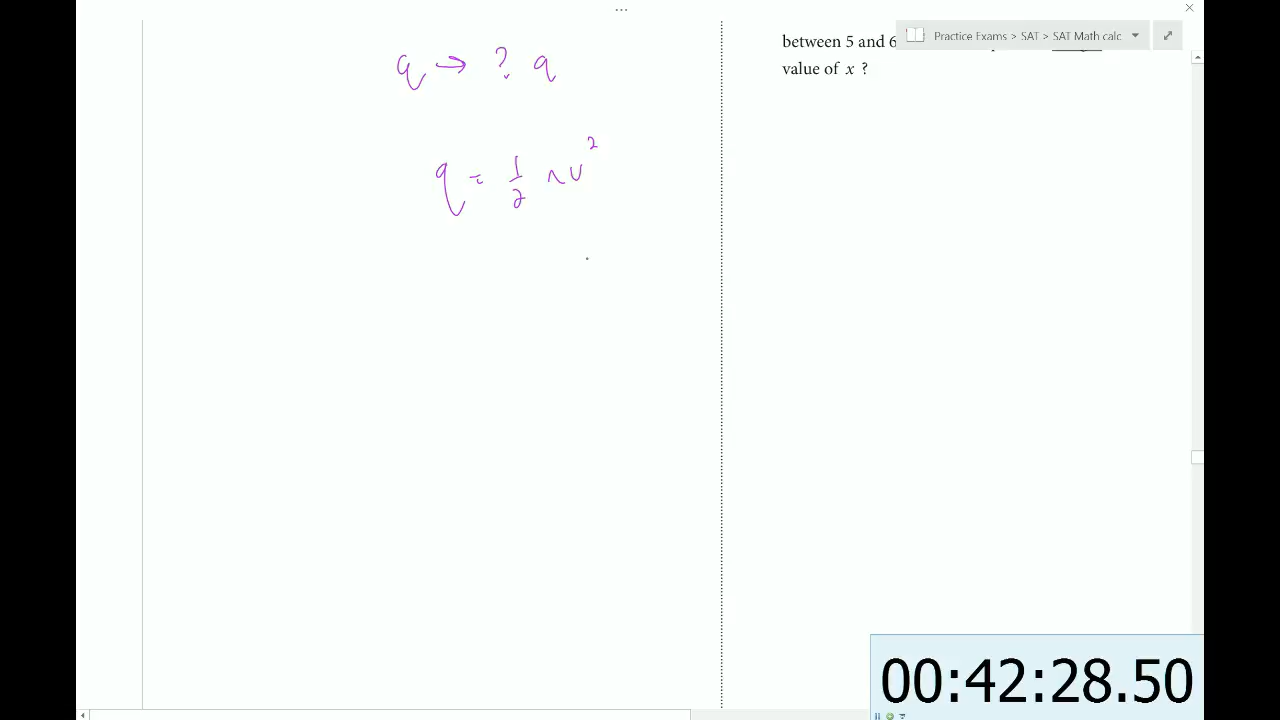 q → ? q
q = 1/2 nv²
between 5 and 6
value of x ?
Practice Exams > SAT > SAT Math calc
00:42:28.50